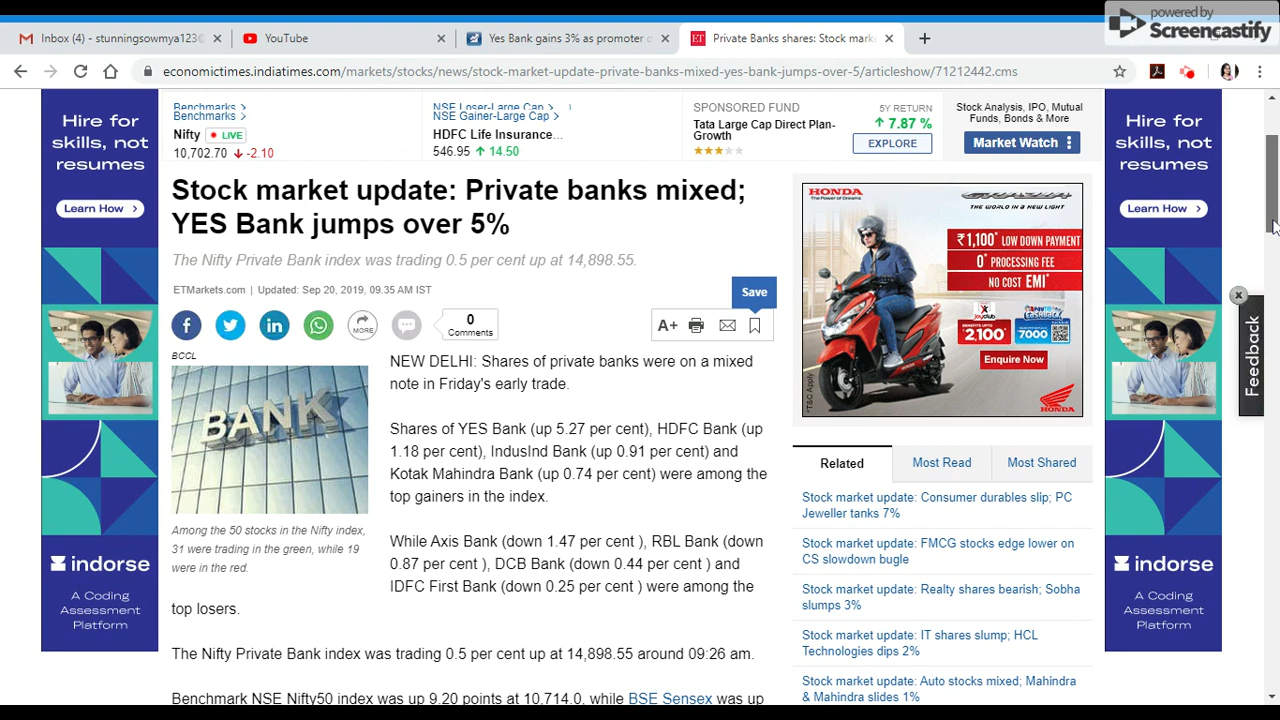 powered by
Screencastify
Inbox (4) - stunningsowmya123@
YouTube
Yes Bank gains 3% as promoter o
Private Banks shares: Stock mark
economictimes.indiatimes.com/markets/stocks/news/stock-market-update-private-banks-mixed-yes-bank-jumps-over-5/articleshow/71212442.cms
Hire for
skills, not
resumes
Learn How >
indorse
A Coding
Assessment
Platform
Benchmarks >
Benchmarks >
Nifty LIVE
10,702.70 -2.10
NSE Loser-Large Cap >
NSE Gainer-Large Cap >
HDFC Life Insurance...
546.95 14.50
SPONSORED FUND
Tata Large Cap Direct Plan-
Growth
5Y RETURN
7.87 %
EXPLORE
Stock Analysis, IPO, Mutual
Funds, Bonds & More
Market Watch
Stock market update: Private banks mixed;
YES Bank jumps over 5%
The Nifty Private Bank index was trading 0.5 per cent up at 14,898.55.
ETMarkets.com | Updated: Sep 20, 2019, 09.35 AM IST
Save
MORE
0
Comments
A+
BCCL
BANK
Among the 50 stocks in the Nifty index,
31 were trading in the green, while 19
were in the red.
NEW DELHI: Shares of private banks were on a mixed
note in Friday's early trade.
Shares of YES Bank (up 5.27 per cent), HDFC Bank (up
1.18 per cent), IndusInd Bank (up 0.91 per cent) and
Kotak Mahindra Bank (up 0.74 per cent) were among the
top gainers in the index.
While Axis Bank (down 1.47 per cent ), RBL Bank (down
0.87 per cent ), DCB Bank (down 0.44 per cent ) and
IDFC First Bank (down 0.25 per cent ) were among the
top losers.
The Nifty Private Bank index was trading 0.5 per cent up at 14,898.55 around 09:26 am.
Benchmark NSE Nifty50 index was up 9.20 points at 10,714.0, while BSE Sensex was up
HONDA
The Power of Dreams
GRAZIA
THE WORLD IN A NEW LIGHT
₹1,100* LOW DOWN PAYMENT
0* PROCESSING FEE
NO COST EMI*
Joyclub
BENEFITS UPTO
2,100*
7000
Enquire Now
*T&C Apply
HONDA
Related
Most Read
Most Shared
Stock market update: Consumer durables slip; PC
Jeweller tanks 7%
Stock market update: FMCG stocks edge lower on
CS slowdown bugle
Stock market update: Realty shares bearish; Sobha
slumps 3%
Stock market update: IT shares slump; HCL
Technologies dips 2%
Stock market update: Auto stocks mixed; Mahindra
& Mahindra slides 1%
Hire for
skills, not
resumes
Learn How >
indorse
A Coding
Assessment
Platform
Feedback